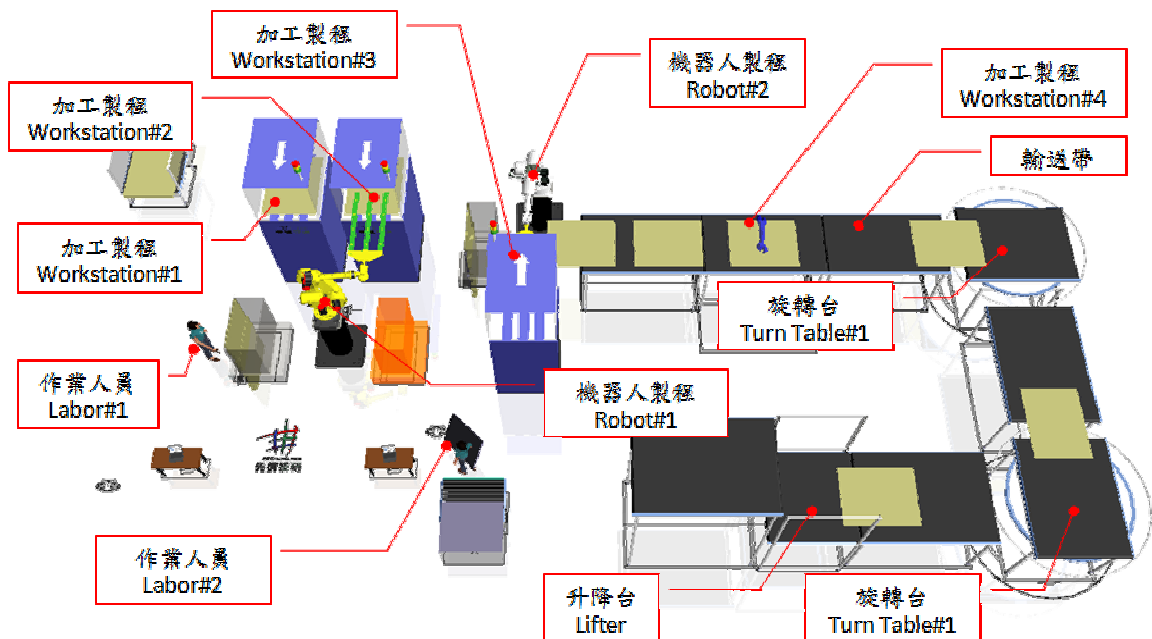 加工製程
Workstation#3
機器人製程
Robot#2
加工製程
Workstation#4
加工製程
Workstation#2
輸送帶
加工製程
Workstation#1
旋轉台
Turn Table#1
作業人員
Labor#1
機器人製程
Robot#1
作業人員
Labor#2
升降台
Lifter
旋轉台
Turn Table#1